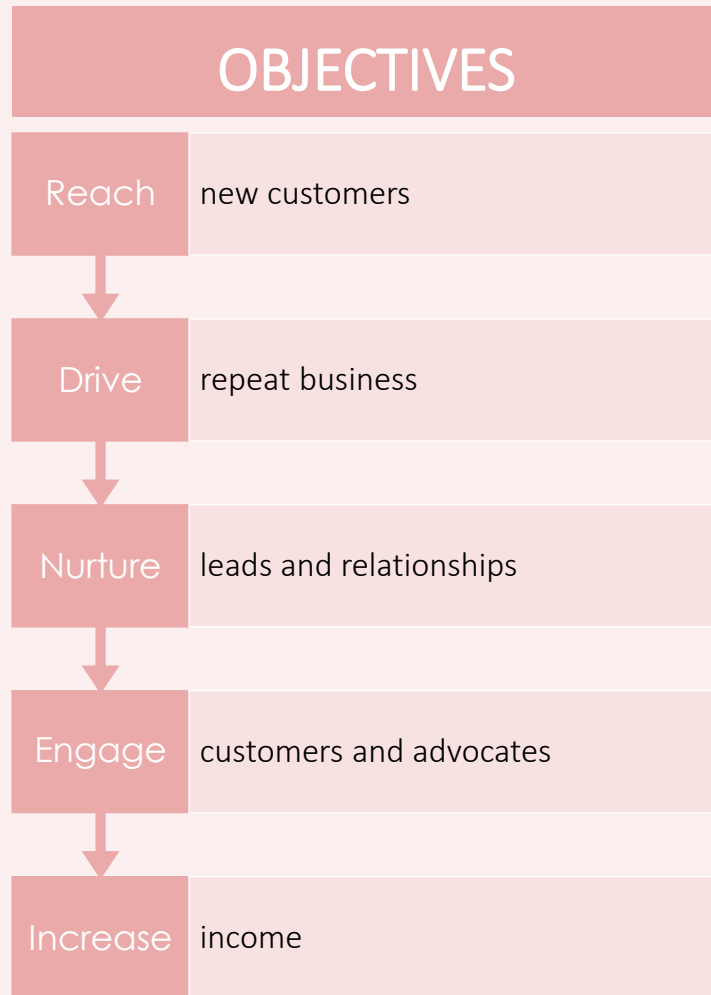 OBJECTIVES
Reach new customers
Drive repeat business
Nurture leads and relationships
Engage customers and advocates
Increase income